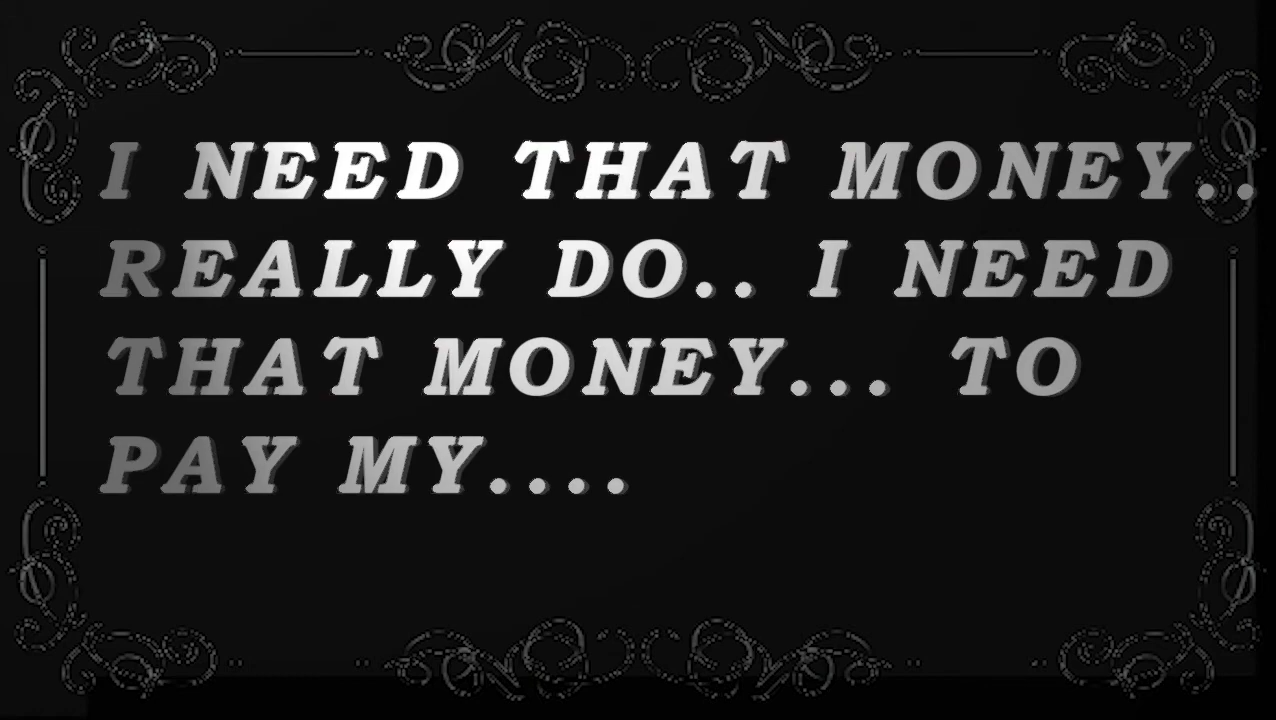 I NEED THAT MONEY..
REALLY DO.. I NEED
THAT MONEY... TO
PAY MY....